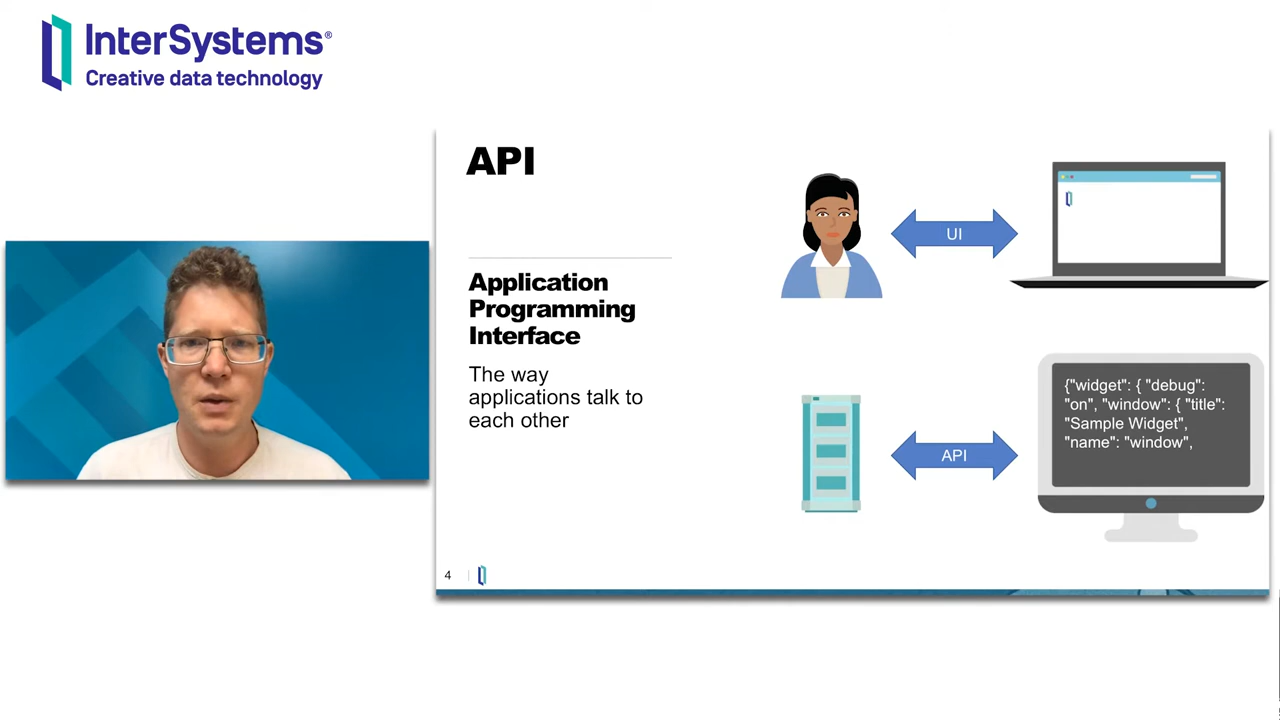 InterSystems®
Creative data technology
API
Application
Programming
Interface
The way
applications talk to
each other
UI
API
{"widget": { "debug":
"on", "window": { "title":
"Sample Widget",
"name": "window",
4